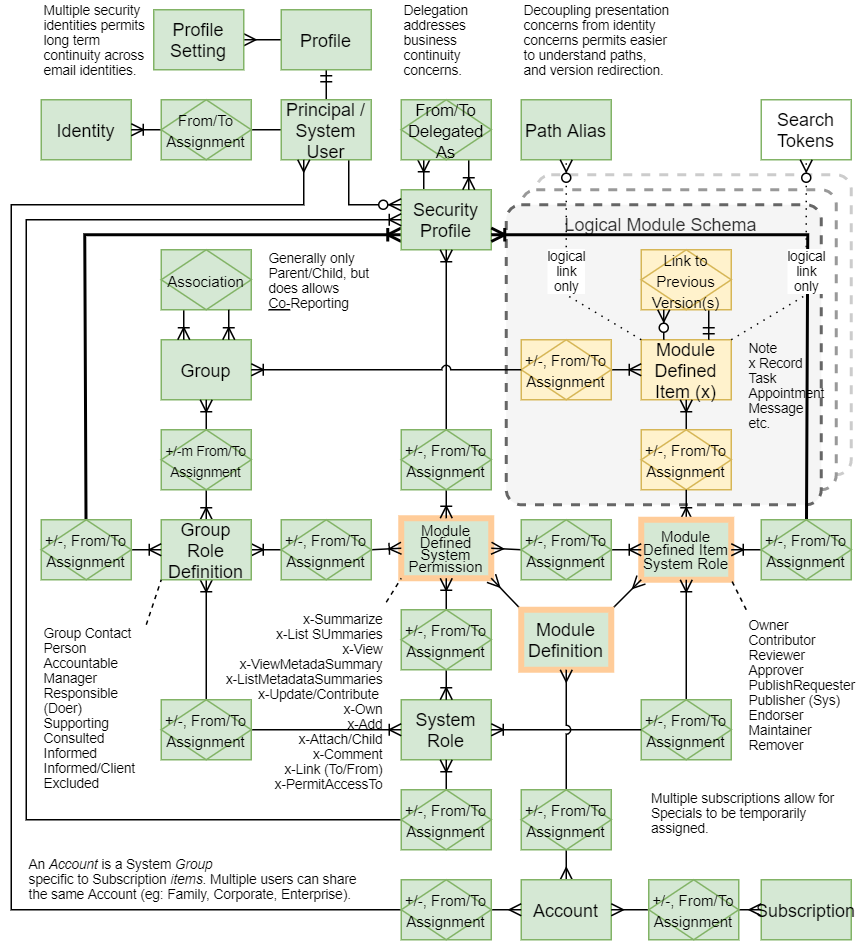 Multiple security
identities permits
long term
continuity across
email identities.
Profile
Setting
Profile
Delegation
addresses
business
continuity
concerns.
Decoupling presentation
concerns from identity
concerns permits easier
to understand paths,
and version redirection.
Identity
From/To
Assignment
Principal /
System
User
From/To
Delegated
As
Path Alias
Search
Tokens
Security
Profile
Logical Module Schema
Association
Generally only
Parent/Child, but
does allows
Co-Reporting
logical
link
only
Link to
Previous
Version(s)
logical
link
only
Group
+/-, From/To
Assignment
Module
Defined
Item (x)
Note
x Record
Task
Appointment
Message
etc.
+/-m From/To
Assignment
+/-, From/To
Assignment
+/-, From/To
Assignment
+/-, From/To
Assignment
Group
Role
Definition
+/-, From/To
Assignment
Module
Defined
System
Permission
+/-, From/To
Assignment
Module
Defined Item
System Role
+/-, From/To
Assignment
Group Contact
Person
Accountable
Manager
Responsible
(Doer)
Supporting
Consulted
Informed
Informed/Client
Excluded
x-Summarize
x-List SUmmaries
x-View
x-ViewMetadaSummary
x-ListMetadataSummaries
x-Update/Contribute
x-Own
x-Add
x-Attach/Child
x-Comment
x-Link (To/From)
x-PermitAccessTo
+/-, From/To
Assignment
Module
Definition
Owner
Contributor
Reviewer
Approver
PublishRequester
Publisher (Sys)
Endorser
Maintainer
Remover
+/-, From/To
Assignment
System
Role
+/-, From/To
Assignment
+/-, From/To
Assignment
+/-, From/To
Assignment
Multiple subscriptions allow for
Specials to be temporarily
assigned.
An Account is a System Group
specific to Subscription items. Multiple users can share
the same Account (eg: Family, Corporate, Enterprise).
+/-, From/To
Assignment
Account
+/-, From/To
Assignment
Subscription